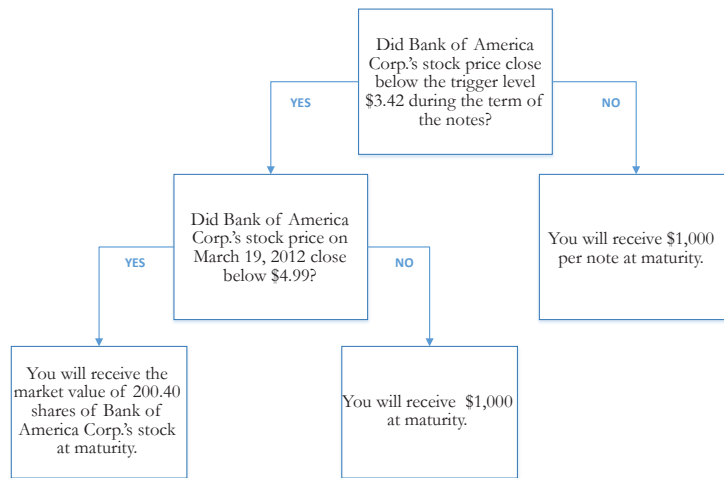 Did Bank of America
Corp.'s stock price close
below the trigger level
$3.42 during the term of
the notes?
YES
NO
Did Bank of America
Corp.'s stock price on
March 19, 2012 close
below $4.99?
You will receive $1,000
per note at maturity.
YES
NO
You will receive the
market value of 200.40
shares of Bank of
America Corp.'s stock
at maturity.
You will receive $1,000
at maturity.